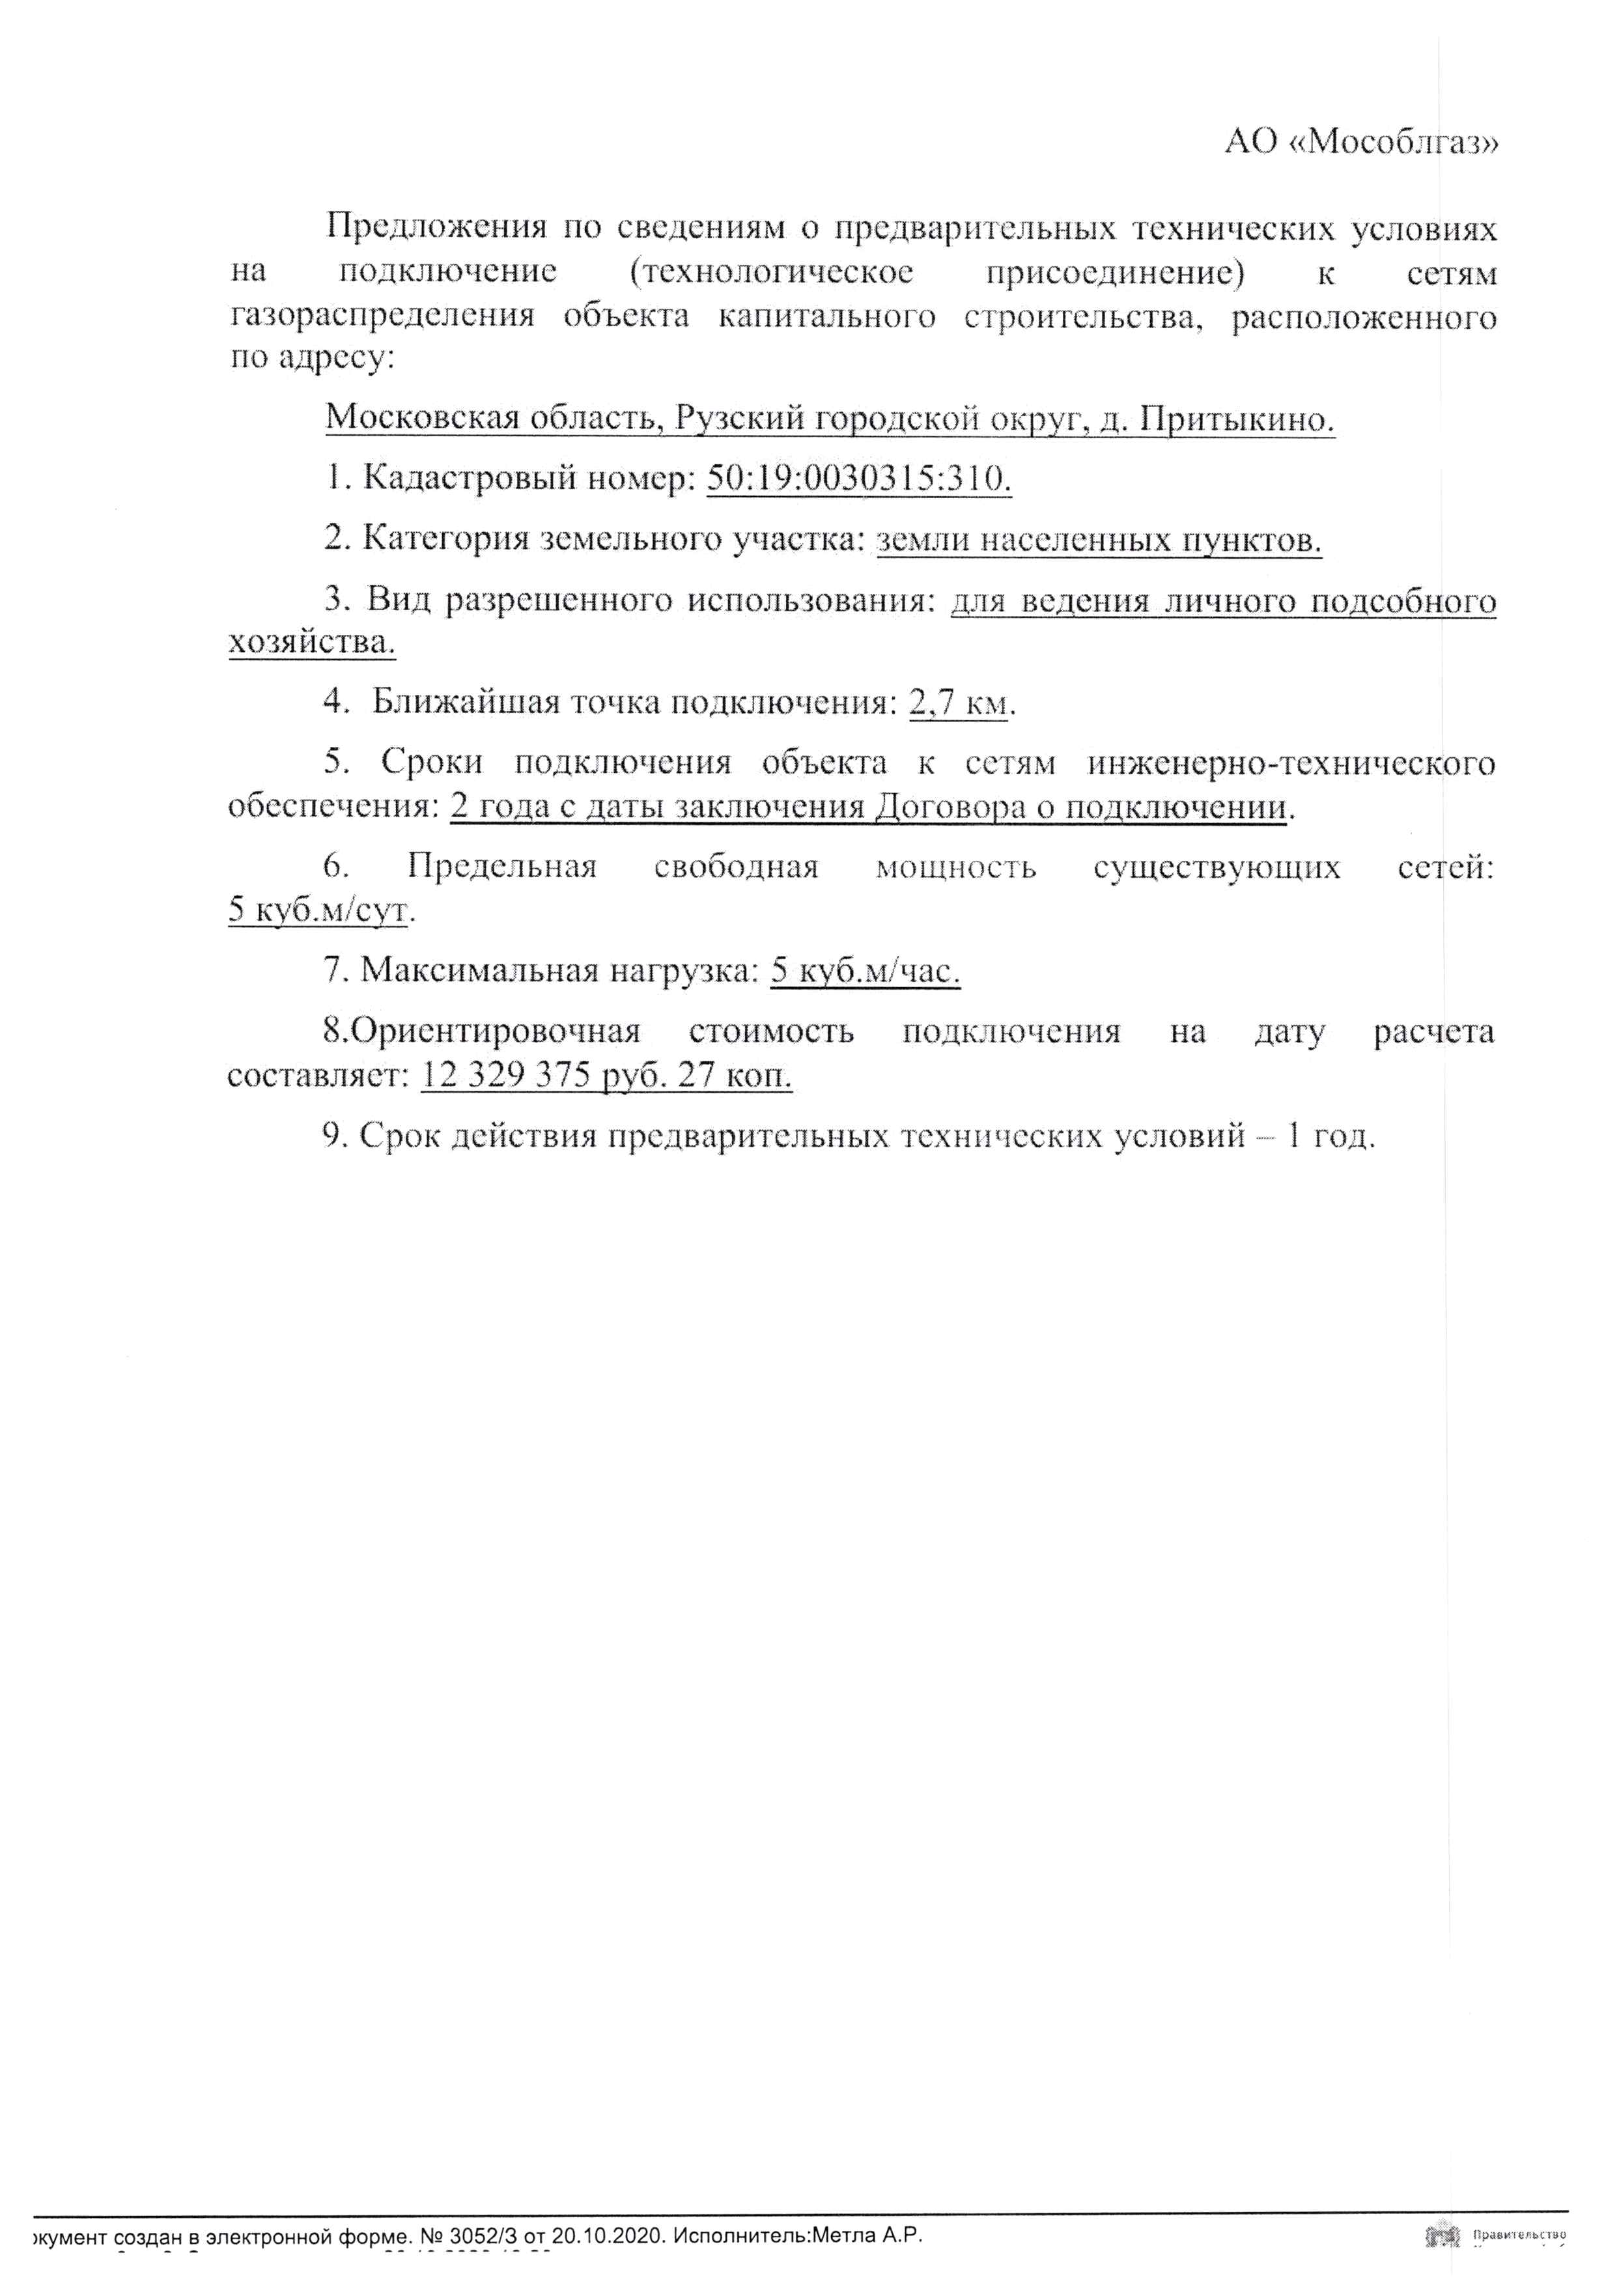 АО «Мособлгаз»
Предложения по сведениям о предварительных технических условиях
на подключение (технологическое присоединение) к сетям
газораспределения объекта капитального строительства, расположенного
по адресу:
Московская область, Рузский городской округ, д. Притыкино.
1. Кадастровый номер: 50:19:0030315:310.
2. Категория земельного участка: земли населенных пунктов.
3. Вид разрешенного использования: для ведения личного подсобного
хозяйства.
4. Ближайшая точка подключения: 2,7 км.
5. Сроки подключения объекта к сетям инженерно-технического
обеспечения: 2 года с даты заключения Договора о подключении.
6. Предельная свободная мощность существующих сетей:
5 куб.м/сут.
7. Максимальная нагрузка: 5 куб.м/час.
8.Ориентировочная стоимость подключения на дату расчета
составляет: 12 329 375 руб. 27 коп.
9. Срок действия предварительных технических условий – 1 год.
окумент создан в электронной форме. № 3052/3 от 20.10.2020. Исполнитель:Метла А.Р.
Правительство